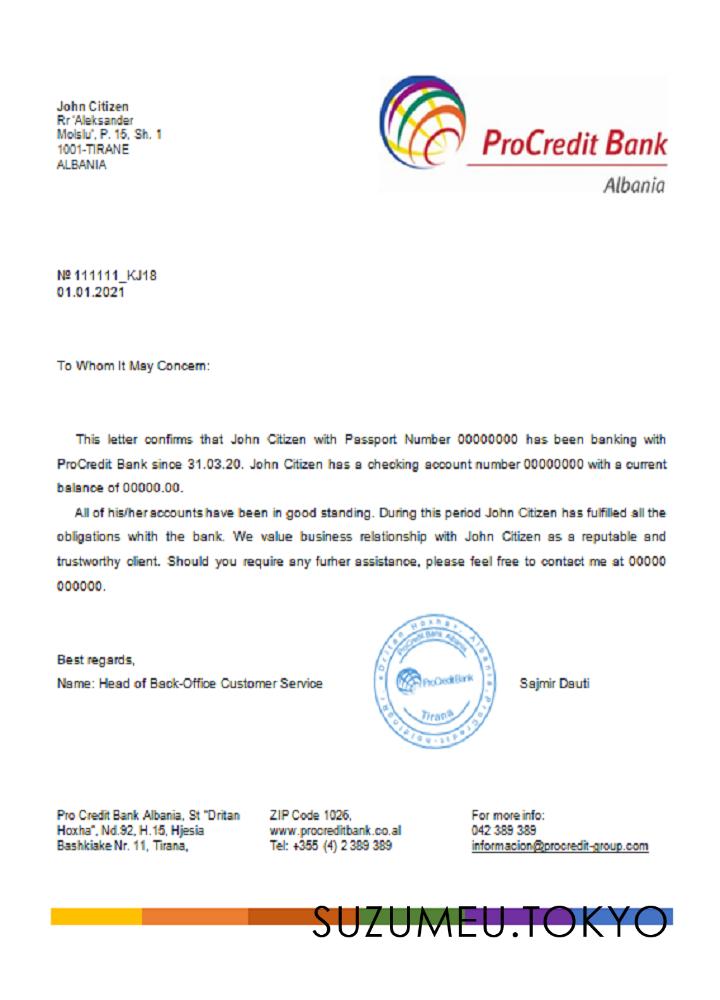 John Citizen
Rr 'Aleksander
Moisiu', P. 15, Sh. 1
1001-TIRANE
ALBANIA
ProCredit Bank
Albania
№ 111111_KJ18
01.01.2021
To Whom It May Concern:
This letter confirms that John Citizen with Passport Number 00000000 has been banking with
ProCredit Bank since 31.03.20. John Citizen has a checking account number 00000000 with a current
balance of 00000.00.
All of his/her accounts have been in good standing. During this period John Citizen has fulfilled all the
obligations whith the bank. We value business relationship with John Citizen as a reputable and
trustworthy client. Should you require any furher assistance, please feel free to contact me at 00000
000000.
Best regards,
Name: Head of Back-Office Customer Service
Dritan Hoxha, Albania
ProCredit Bank Albania
ProCreditBank
Tirana
Sajmir Dauti
Pro Credit Bank Albania, St "Dritan
Hoxha", Nd.92, H.15, Hjesia
Bashkiake Nr. 11, Tirana,
ZIP Code 1026,
www.procreditbank.co.al
Tel: +355 (4) 2 389 389
For more info:
042 389 389
informacion@procredit-group.com
SUZUMEU.TOKYO